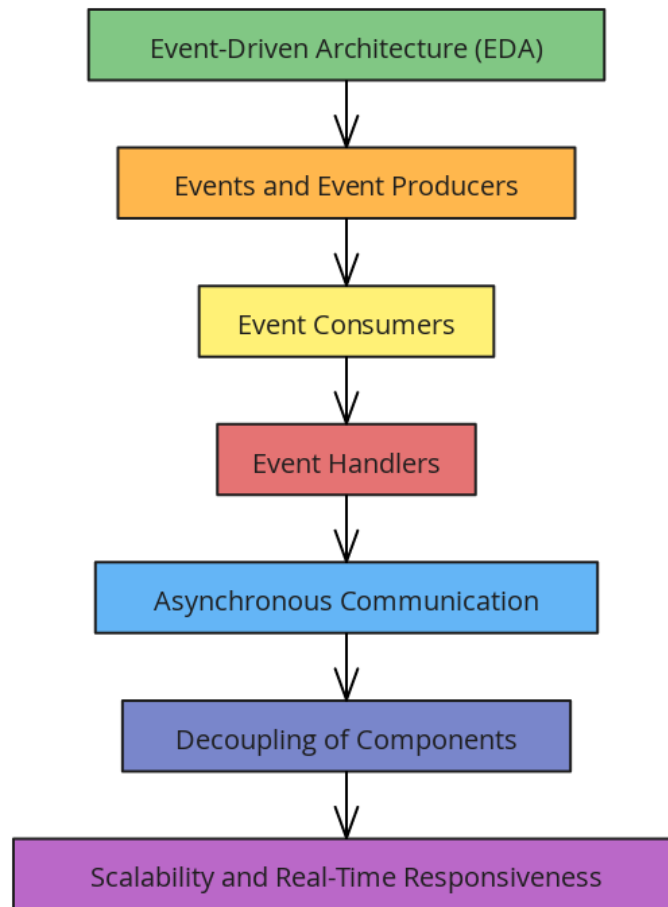 Event-Driven Architecture (EDA)
Events and Event Producers
Event Consumers
Event Handlers
Asynchronous Communication
Decoupling of Components
Scalability and Real-Time Responsiveness